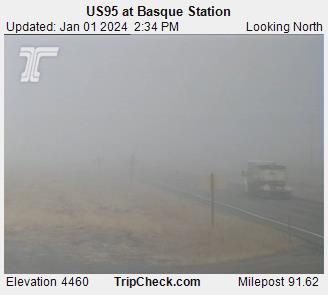 US95 at Basque Station
Updated: Jan 01 2024 2:34 PM Looking North
Elevation 4460 TripCheck.com Milepost 91.62